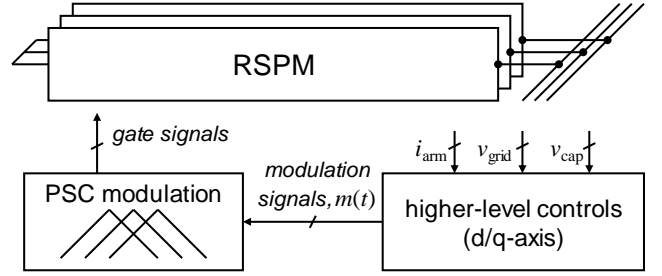 RSPM
gate signals
i_arm
v_grid
v_cap
PSC modulation
modulation
signals, m(t)
higher-level controls
(d/q-axis)